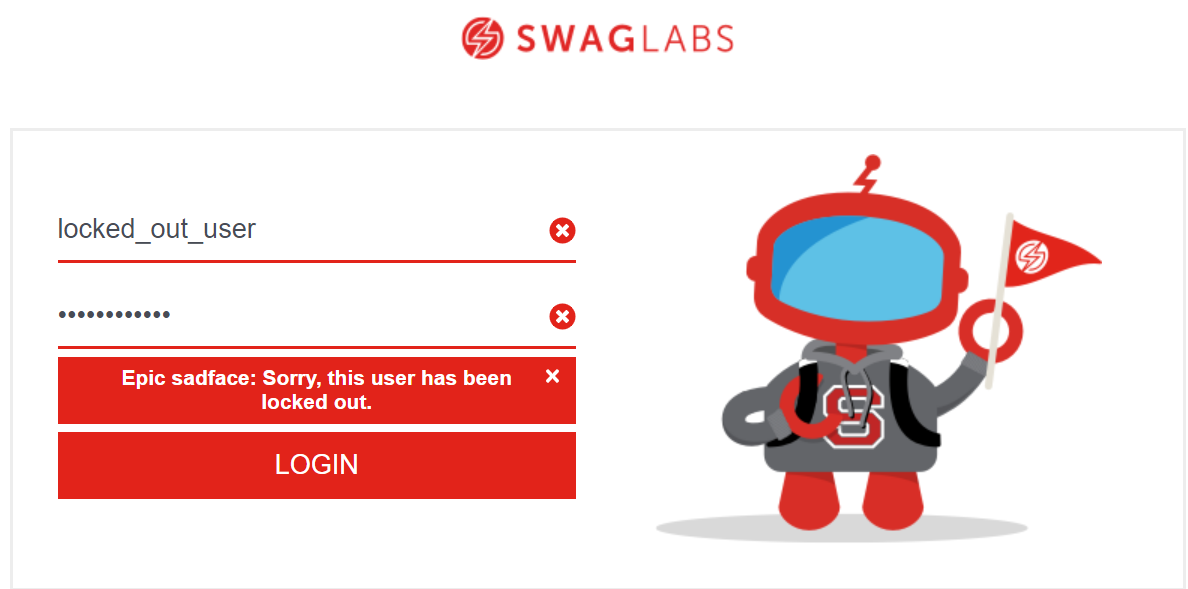 SWAGLABS
locked_out_user
••••••••••••
Epic sadface: Sorry, this user has been
locked out.
LOGIN
S